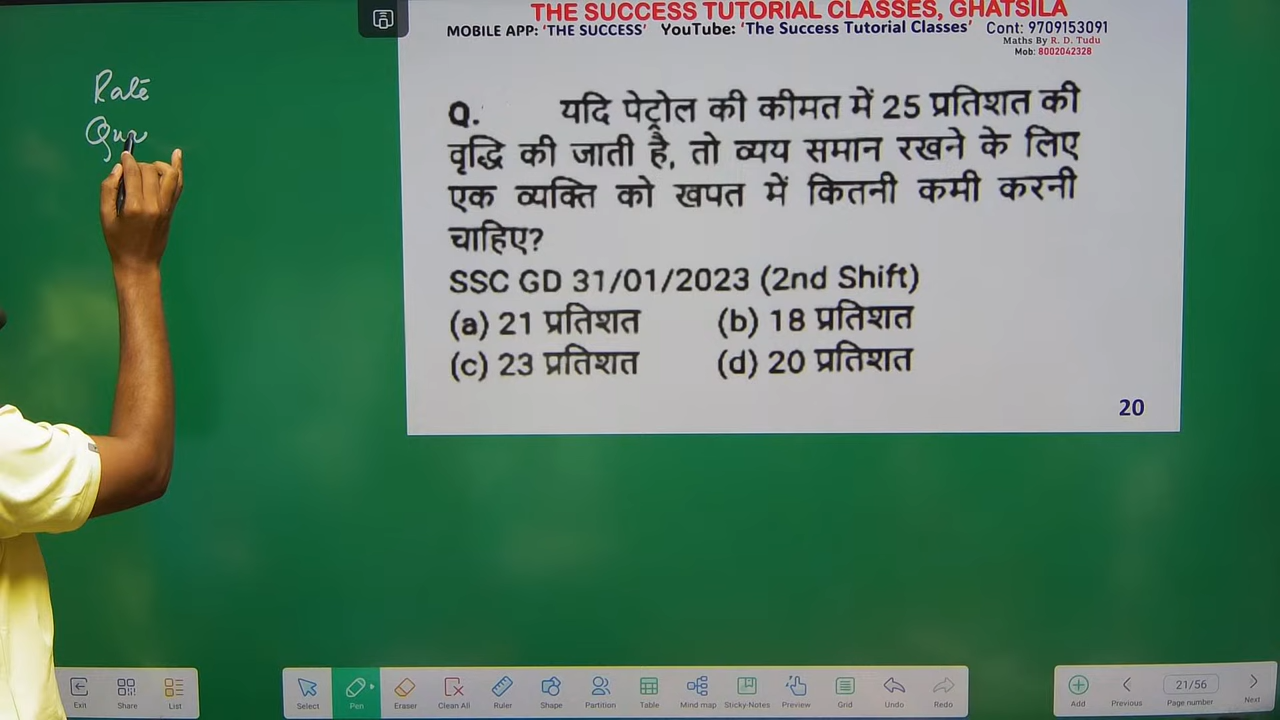 THE SUCCESS TUTORIAL CLASSES, GHATSILA
MOBILE APP: 'THE SUCCESS' YouTube: 'The Success Tutorial Classes' Cont: 9709153091
Maths By R. D. Tudu
Mob: 8002042328
Rate
Q. यदि पेट्रोल की कीमत में 25 प्रतिशत की
वृद्धि की जाती है, तो व्यय समान रखने के लिए
एक व्यक्ति को खपत में कितनी कमी करनी
चाहिए?
SSC GD 31/01/2023 (2nd Shift)
(a) 21 प्रतिशत (b) 18 प्रतिशत
(c) 23 प्रतिशत (d) 20 प्रतिशत
20
Exit Share List Select Pen Eraser Clean All Ruler Shape Partition Table Mind map Sticky-Notes Preview Grid Undo Redo Add Previous 21/56 Page number Next